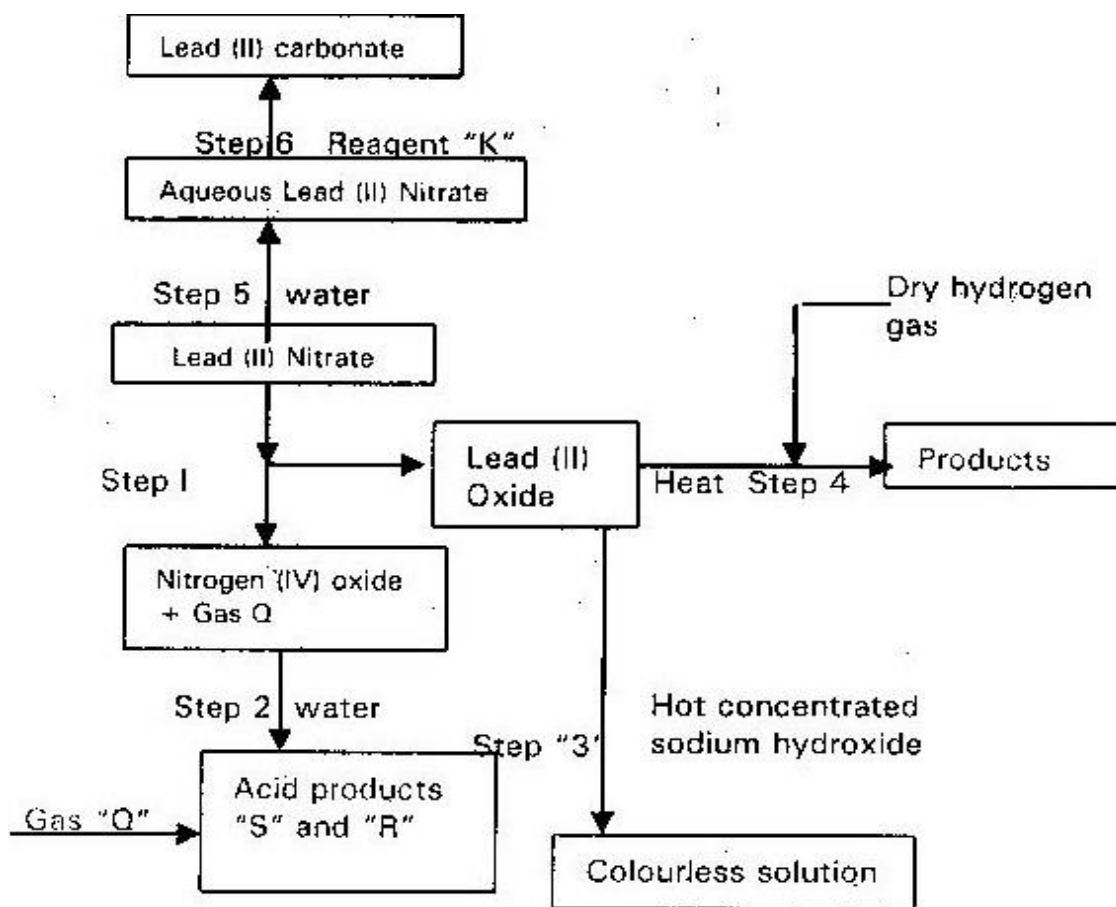 Lead (II) carbonate
Step 6 Reagent "K"
Aqueous Lead (II) Nitrate
Step 5 water
Dry hydrogen
gas
Lead (II) Nitrate
Step I
Lead (II)
Oxide
Heat Step 4
Products
Nitrogen (IV) oxide
+ Gas Q
Step 2 water
Hot concentrated
sodium hydroxide
Step "3"
Acid products
"S" and "R"
Gas "Q"
Colourless solution